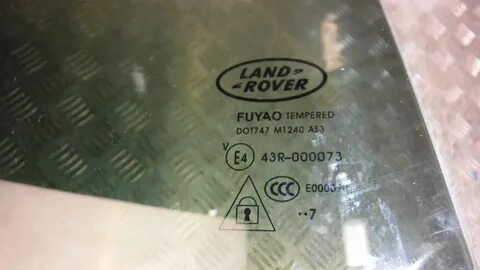 LAND
ROVER
FUYAO TEMPERED
DOT747 M1240 AS3
V E4 43R-000073
CCC
··7